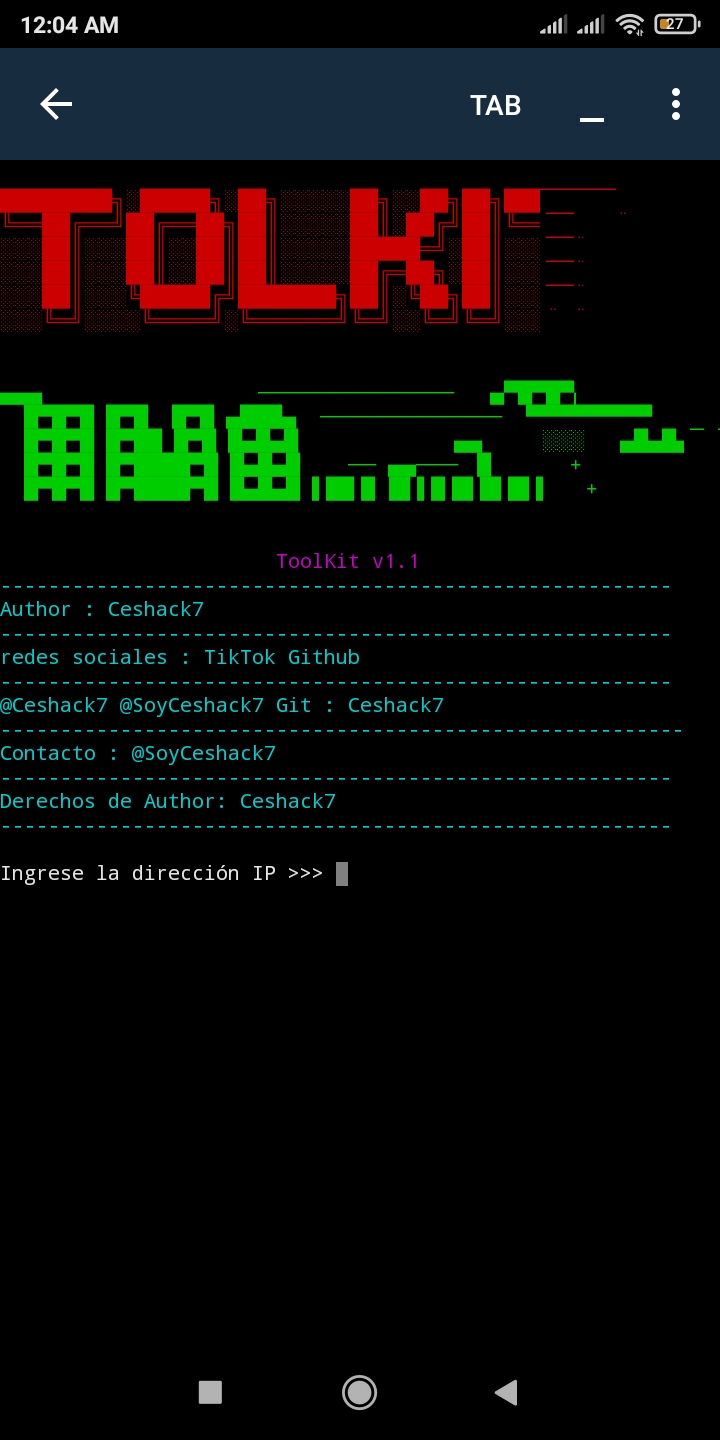 12:04 AM
27
TAB
TOLKI
ToolKit v1.1
Author : Ceshack7
redes sociales : TikTok Github
@Ceshack7 @SoyCeshack7 Git : Ceshack7
Contacto : @SoyCeshack7
Derechos de Author: Ceshack7
Ingrese la dirección IP >>>